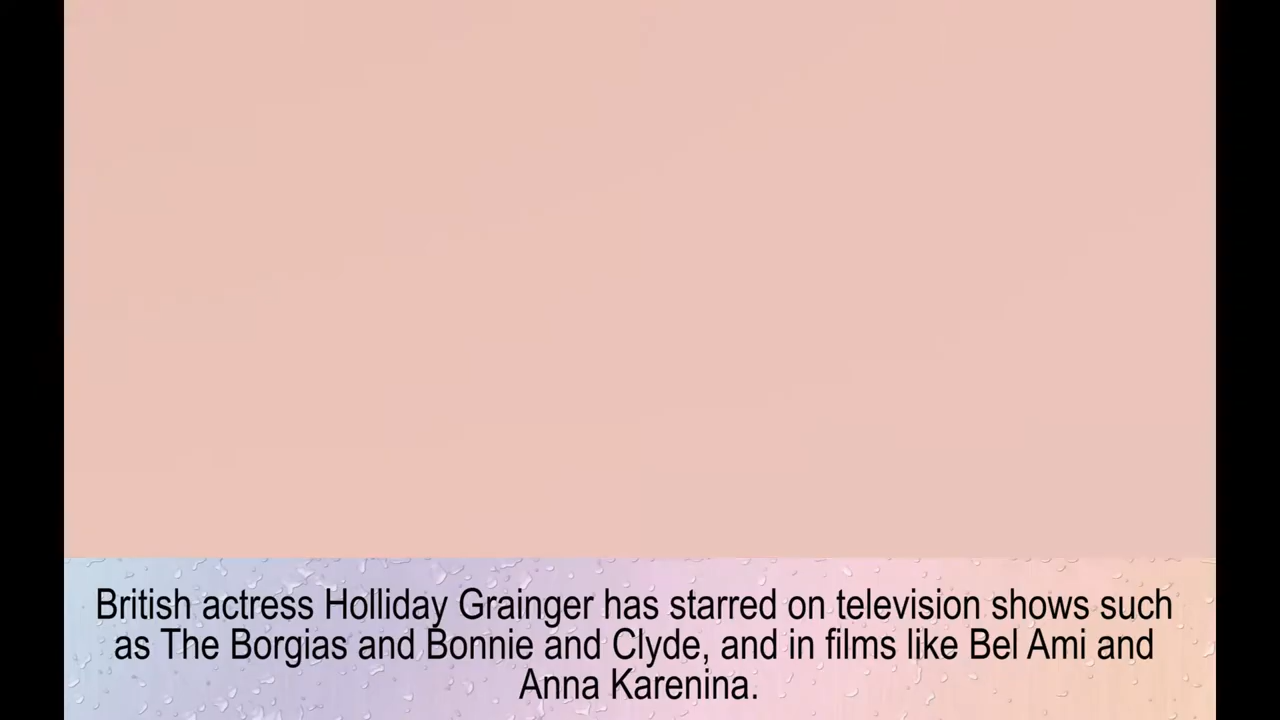 British actress Holliday Grainger has starred on television shows such
as The Borgias and Bonnie and Clyde, and in films like Bel Ami and
Anna Karenina.